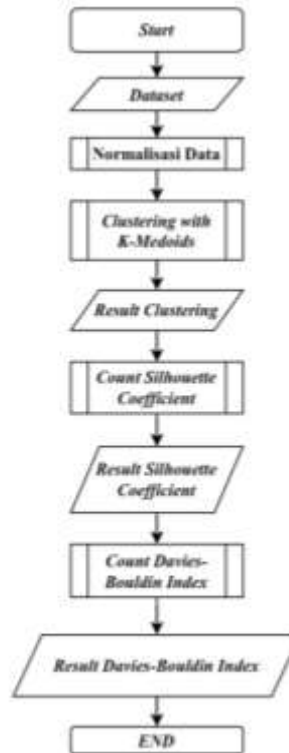 Start
Dataset
Normalisasi Data
Clustering with
K-Medoids
Result Clustering
Count Silhouette
Coefficient
Result Silhouette
Coefficient
Count Davies-
Bouldin Index
Result Davies-Bouldin Index
END